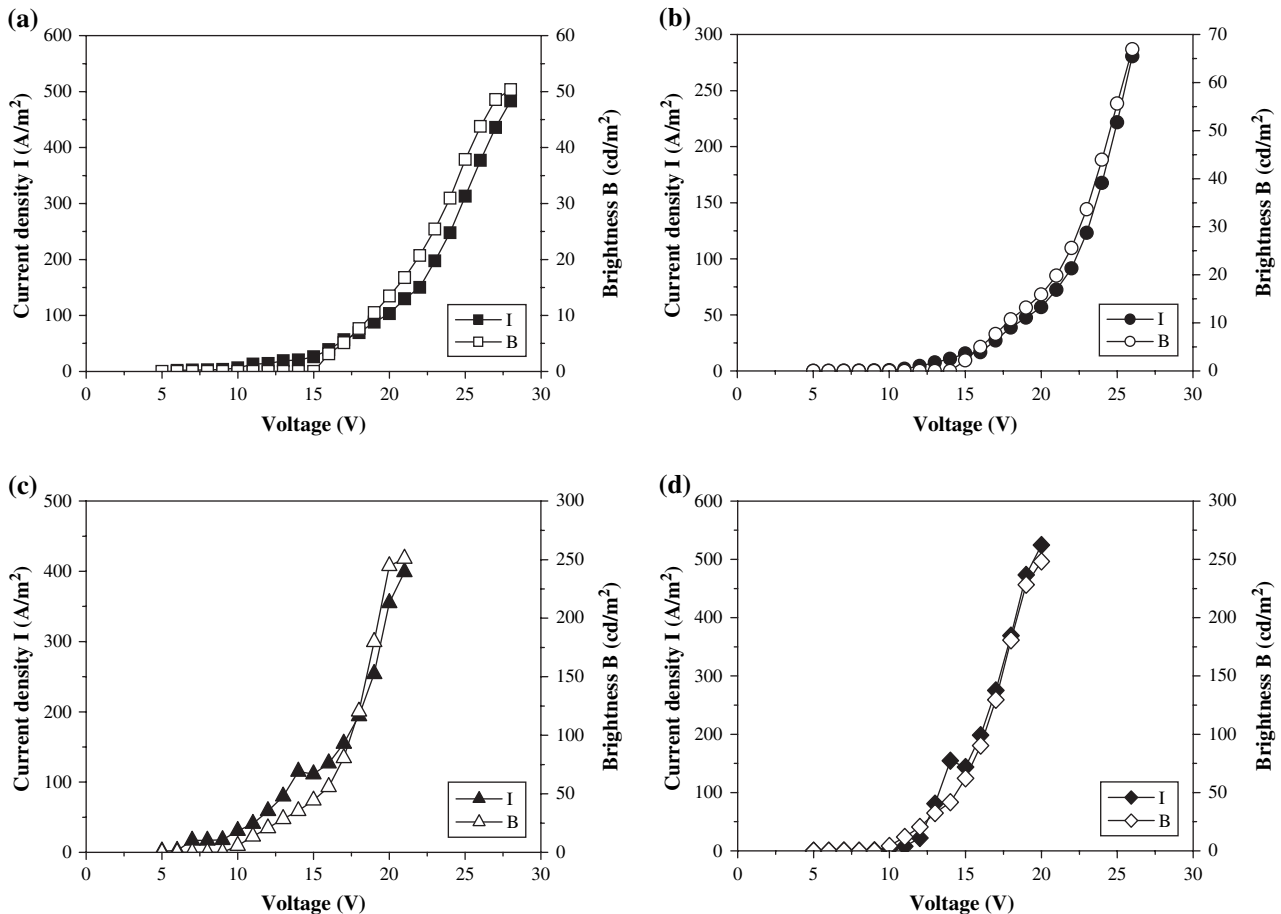 (a)
600
500
400
300
200
100
0
Current density I (A/m²)
60
50
40
30
20
10
0
Brightness B (cd/m²)
I
B
0 5 10 15 20 25 30
Voltage (V)
(b)
300
250
200
150
100
50
0
Current density I (A/m²)
70
60
50
40
30
20
10
0
Brightness B (cd/m²)
I
B
0 5 10 15 20 25 30
Voltage (V)
(c)
500
400
300
200
100
0
Current density I (A/m²)
300
250
200
150
100
50
0
Brightness B (cd/m²)
I
B
0 5 10 15 20 25 30
Voltage (V)
(d)
600
500
400
300
200
100
0
Current density I (A/m²)
300
250
200
150
100
50
0
Brightness B (cd/m²)
I
B
0 5 10 15 20 25 30
Voltage (V)